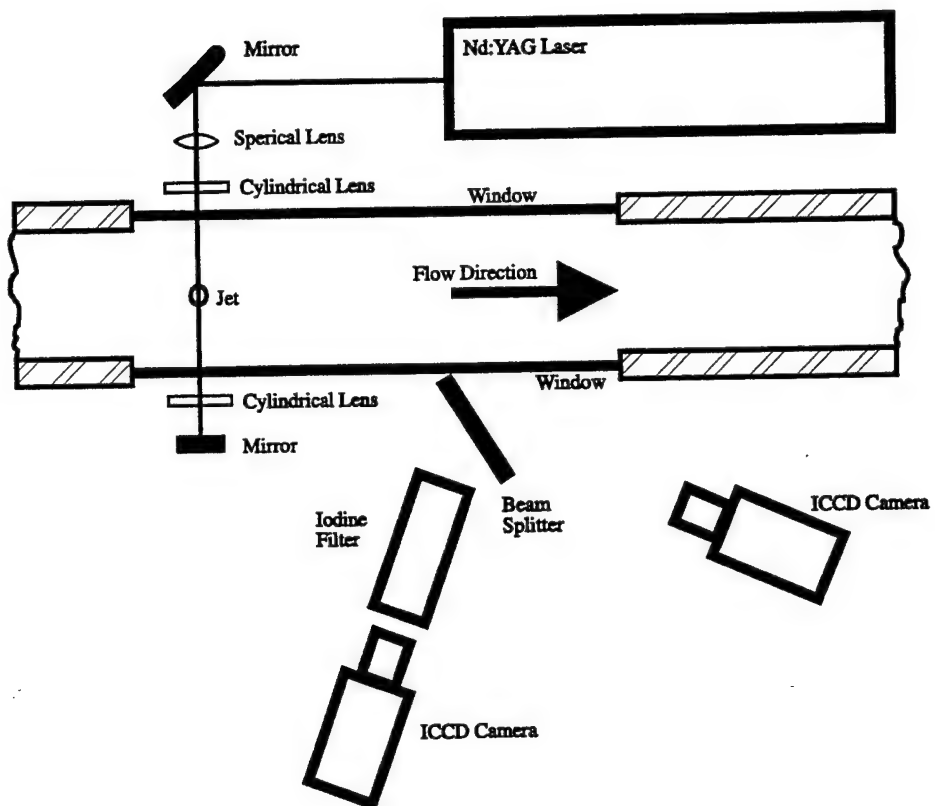 Mirror
Nd:YAG Laser
Sperical Lens
Cylindrical Lens
Window
Flow Direction
Jet
Window
Cylindrical Lens
Mirror
Iodine
Filter
Beam
Splitter
ICCD Camera
ICCD Camera